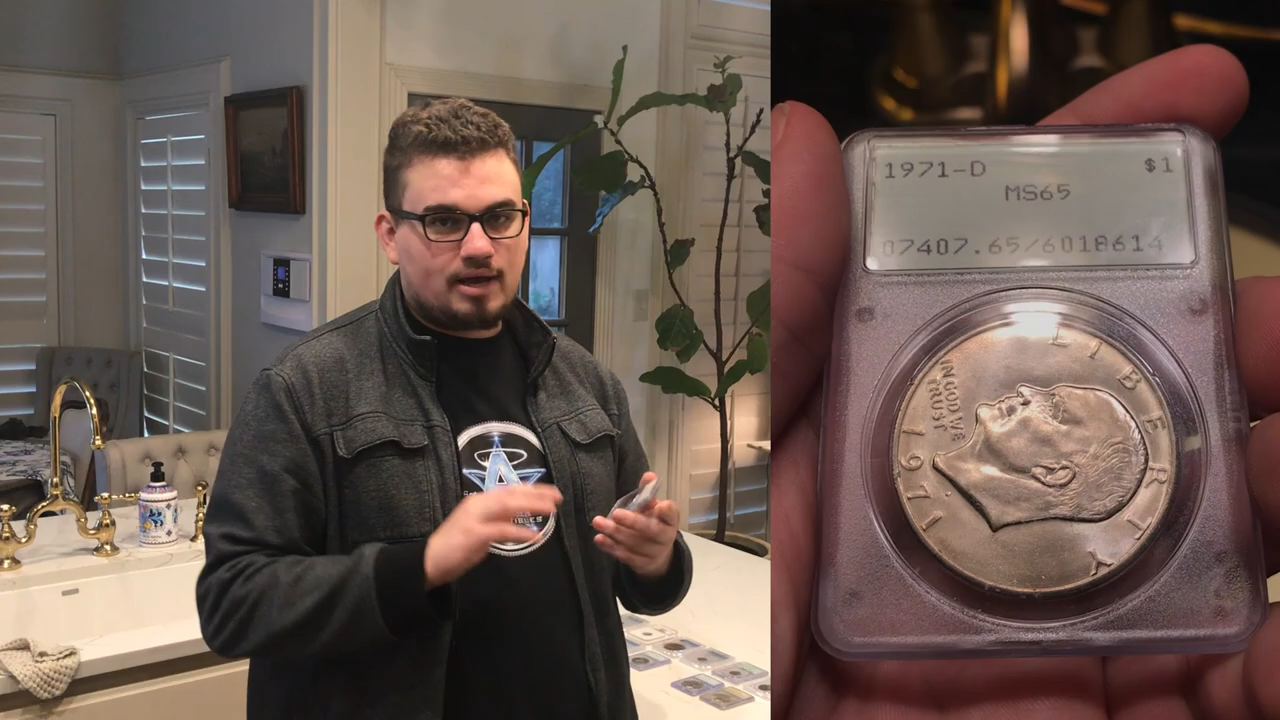 A
1971-D $1
MS65
07407.65/6018614
LIBERTY
IN GOD WE
TRUST
1971